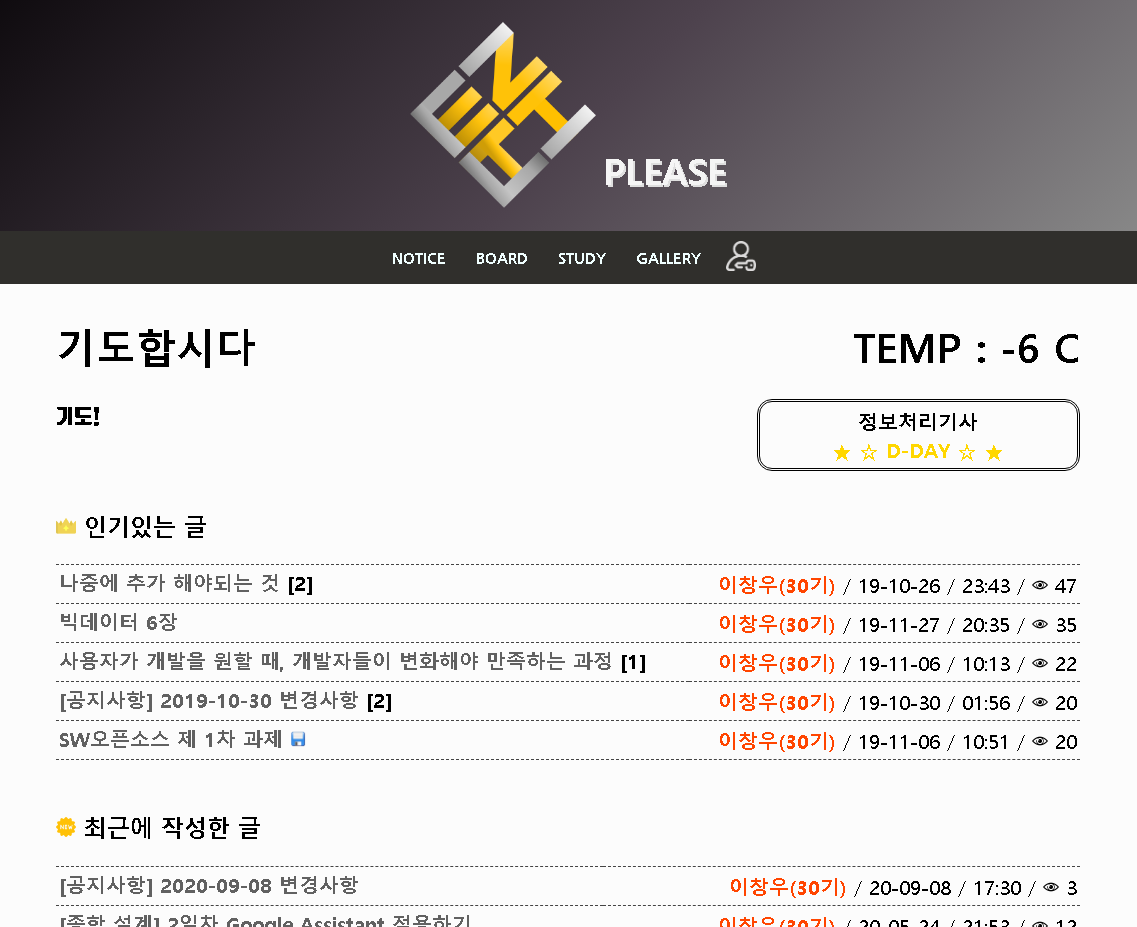 PLEASE
NOTICE BOARD STUDY GALLERY
기도합시다 TEMP : -6 C
기도!
정보처리기사
★ ☆ D-DAY ☆ ★
인기있는 글
나중에 추가 해야되는 것 [2] 이창우(30기) / 19-10-26 / 23:43 / 47
빅데이터 6장 이창우(30기) / 19-11-27 / 20:35 / 35
사용자가 개발을 원할 때, 개발자들이 변화해야 만족하는 과정 [1] 이창우(30기) / 19-11-06 / 10:13 / 22
[공지사항] 2019-10-30 변경사항 [2] 이창우(30기) / 19-10-30 / 01:56 / 20
SW오픈소스 제 1차 과제 이창우(30기) / 19-11-06 / 10:51 / 20
NEW 최근에 작성한 글
[공지사항] 2020-09-08 변경사항 이창우(30기) / 20-09-08 / 17:30 / 3
[종합 설계] 2일차 Google Assistant 적용하기 이창우(30기) / 20-05-24 / 21:53 / 12